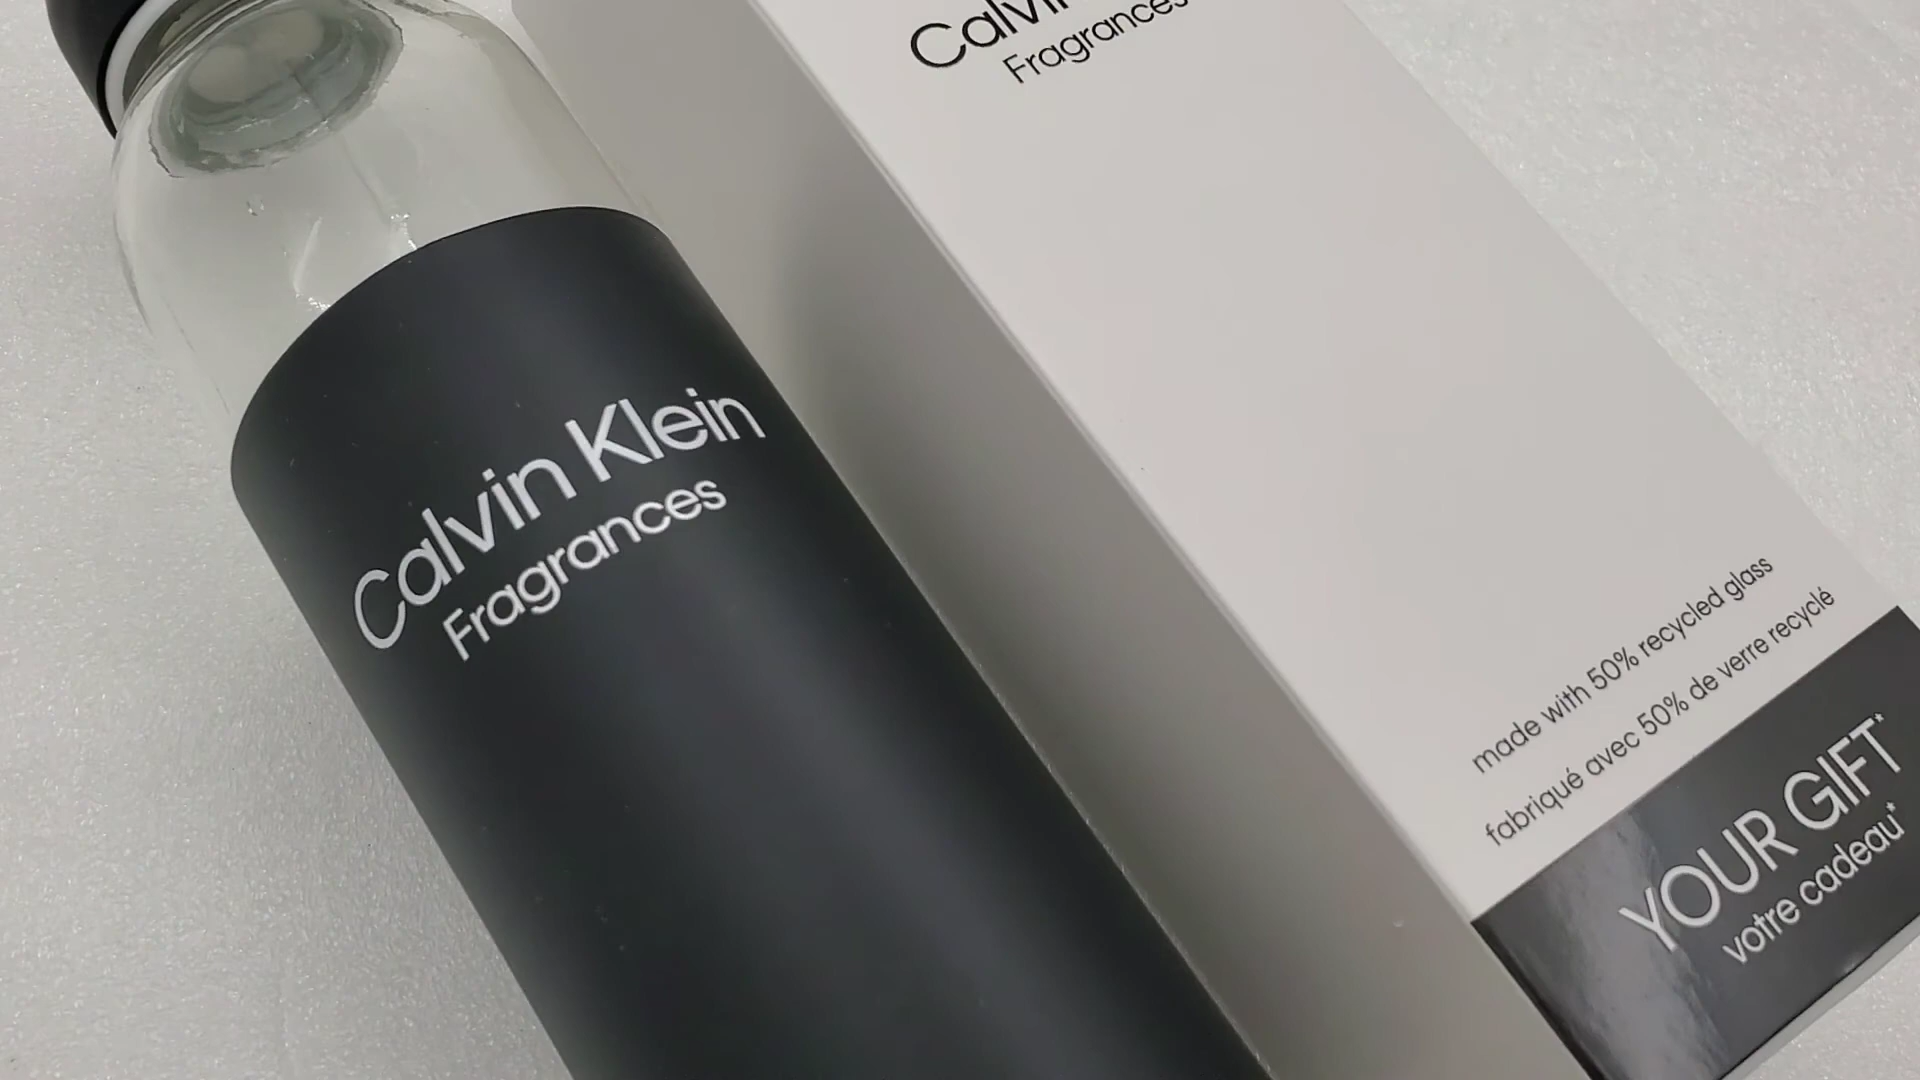 Calvin Klein
Fragrances
Fragrances
made with 50% recycled glass
fabriqué avec 50% de verre recyclé
YOUR GIFT*
votre cadeau*